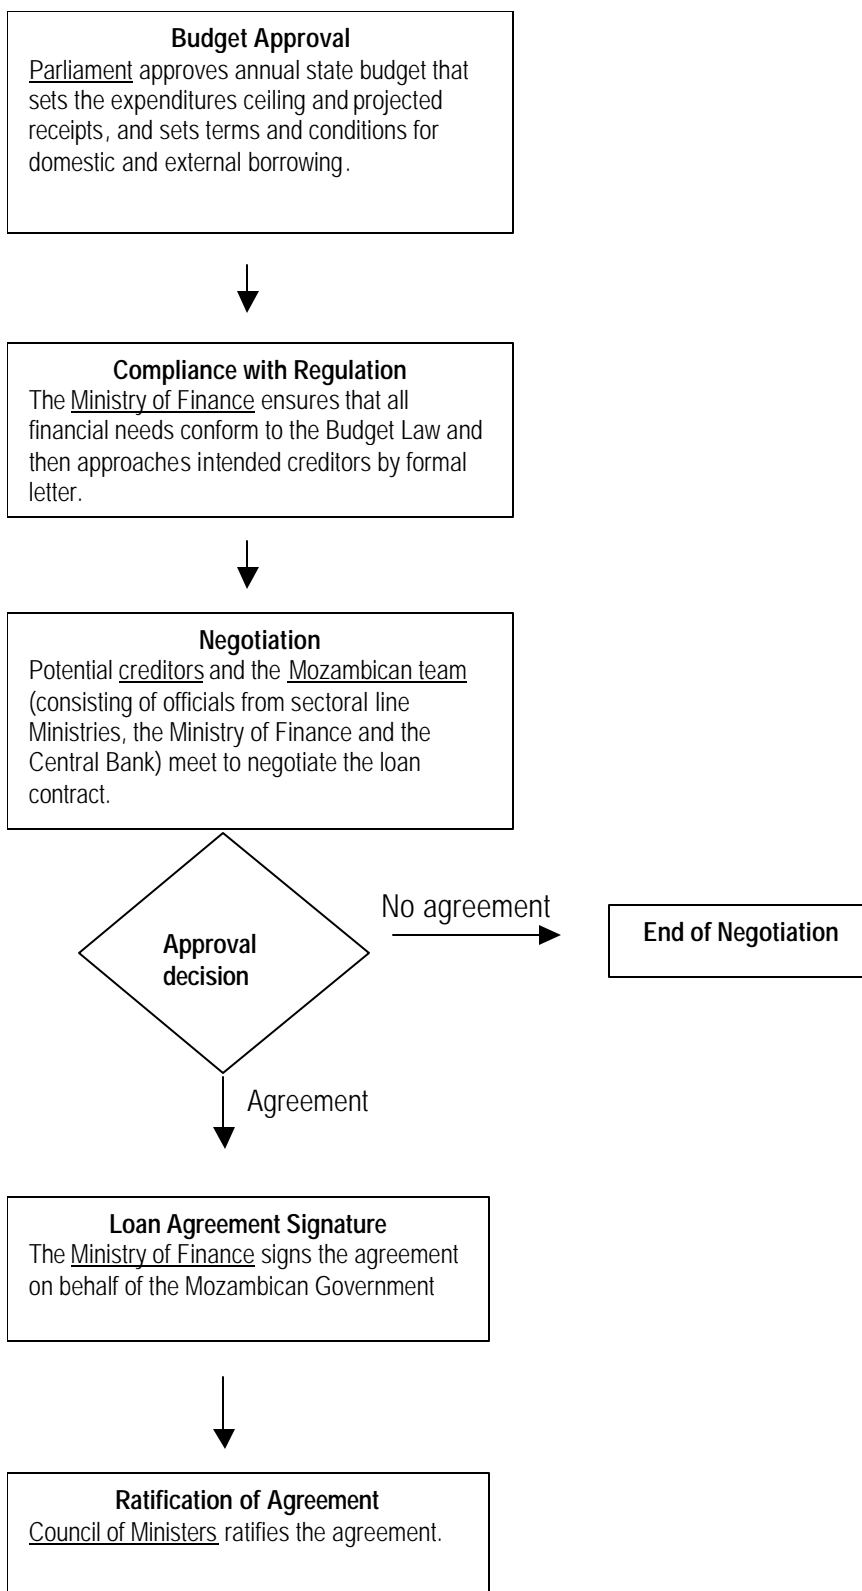 Budget Approval
Parliament approves annual state budget that
sets the expenditures ceiling and projected
receipts, and sets terms and conditions for
domestic and external borrowing.
Compliance with Regulation
The Ministry of Finance ensures that all
financial needs conform to the Budget Law and
then approaches intended creditors by formal
letter.
Negotiation
Potential creditors and the Mozambican team
(consisting of officials from sectoral line
Ministries, the Ministry of Finance and the
Central Bank) meet to negotiate the loan
contract.
Approval
decision
No agreement
End of Negotiation
Agreement
Loan Agreement Signature
The Ministry of Finance signs the agreement
on behalf of the Mozambican Government
Ratification of Agreement
Council of Ministers ratifies the agreement.